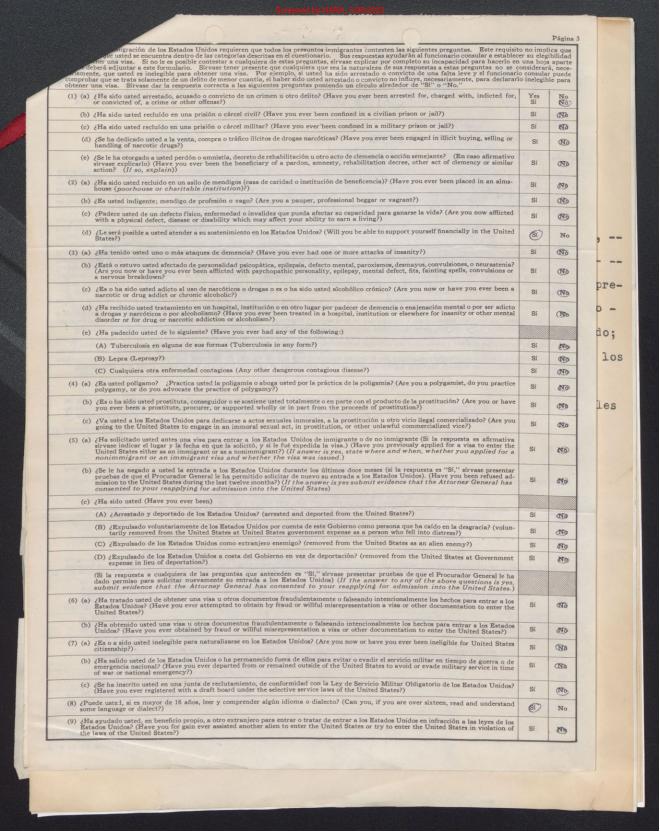 Página 3
migración de los Estados Unidos requieren que todos los presuntos inmigrantes contesten las siguientes preguntas. Este requisito no implica que
usted se encuentra dentro de las categorías descritas en el cuestionario. Sus respuestas ayudarán al funcionario consular a establecer su elegibilidad
una visa. Si no le es posible contestar a cualquiera de estas preguntas, sírvase explicar por completo su incapacidad para hacerlo en una hoja aparte
deberá adjuntar a este formulario. Sírvase tener presente que cualquiera que sea la naturaleza de sus respuestas a estas preguntas no se considerará, nece-
sariamente, que usted es inelegible para obtener una visa. Por ejemplo, si usted ha sido arrestado o convicto de una falta leve y el funcionario consular puede
comprobar que se trata solamente de un delito de menor cuantía, el haber sido usted arrestado o convicto no influye, necesariamente, para declararlo inelegible para
obtener una visa. Sírvase dar la respuesta correcta a las siguientes preguntas poniendo un círculo alrededor de "Sí" o "No."
(1) (a) ¿Ha sido usted arrestado, acusado o convicto de un crimen u otro delito? (Have you ever been arrested for, charged with, indicted for, Yes No
or convicted of, a crime or other offense?) Sí No
(b) ¿Ha sido usted recluído en una prisión o cárcel civil? (Have you ever been confined in a civilian prison or jail?) Sí No
(c) ¿Ha sido usted recluído en una prisión o cárcel militar? (Have you ever been confined in a military prison or jail?) Sí No
(d) ¿Se ha dedicado usted a la venta, compra o tráfico ilícitos de drogas narcóticas? (Have you ever been engaged in illicit buying, selling or
handling of narcotic drugs?) Sí No
(e) ¿Se le ha otorgado a usted perdón o amnistía, decreto de rehabilitación u otro acto de clemencia o acción semejante? (En caso afirmativo
sírvase explicarlo) (Have you ever been the beneficiary of a pardon, amnesty, rehabilitation decree, other act of clemency or similar
action? (If so, explain)) Sí No
(2) (a) ¿Ha sido usted recluído en un asilo de mendigos (casa de caridad o institución de beneficencia)? (Have you ever been placed in an alms-
house (poorhouse or charitable institution)?) Sí No
(b) ¿Es usted indigente; mendigo de profesión o vago? (Are you a pauper, professional beggar or vagrant?) Sí No
(c) ¿Padece usted de un defecto físico, enfermedad o invalidez que pueda afectar su capacidad para ganarse la vida? (Are you now afflicted
with a physical defect, disease or disability which may affect your ability to earn a living?) Sí No
(d) ¿Le será posible a usted atender a su sostenimiento en los Estados Unidos? (Will you be able to support yourself financially in the United
States?) Sí No
(3) (a) ¿Ha tenido usted uno o más ataques de demencia? (Have you ever had one or more attacks of insanity?) Sí No
(b) ¿Está o estuvo usted afectado de personalidad psicopática, epilepsia, defecto mental, paroxismos, desmayos, convulsiones, o neurastenia?
(Are you now or have you ever been afflicted with psychopathic personality, epilepsy, mental defect, fits, fainting spells, convulsions or
a nervous breakdown? Sí No
(c) ¿Es o ha sido usted adicto al uso de narcóticos o drogas o es o ha sido usted alcohólico crónico? (Are you now or have you ever been a
narcotic or drug addict or chronic alcoholic?) Sí No
(d) ¿Ha recibido usted tratamiento en un hospital, institución o en otro lugar por padecer de demencia o enajenación mental o por ser adicto
a drogas y narcóticos o por alcoholismo? (Have you ever been treated in a hospital, institution or elsewhere for insanity or other mental
disorder or for drug or narcotic addiction or alcoholism?) Sí No
(e) ¿Ha padecido usted de lo siguiente? (Have you ever had any of the following:)
(A) Tuberculosis en alguna de sus formas (Tuberculosis in any form?) Sí No
(B) Lepra (Leprosy?) Sí No
(C) Cualquiera otra enfermedad contagiosa (Any other dangerous contagious disease?) Sí No
(4) (a) ¿Es usted polígamo? ¿Practica usted la poligamia o aboga usted por la práctica de la poligamia? (Are you a polygamist, do you practice
polygamy, or do you advocate the practice of polygamy?) Sí No
(b) ¿Es o ha sido usted prostituta, conseguidor o se sostiene usted totalmente o en parte con el producto de la prostitución? (Are you or have
you ever been a prostitute, procurer, or supported wholly or in part from the proceeds of prostitution?) Sí No
(c) ¿Va usted a los Estados Unidos para dedicarse a actos sexuales inmorales, a la prostitución u otro vicio ilegal comercializado? (Are you
going to the United States to engage in an immoral sexual act, in prostitution, or other unlawful commercialized vice?) Sí No
(5) (a) ¿Ha solicitado usted antes una visa para entrar a los Estados Unidos de inmigrante o de no inmigrante (Si la respuesta es afirmativa
sírvase indicar el lugar y la fecha en que la solicitó, y si le fué expedida la visa.) (Have you previously applied for a visa to enter the
United States either as an immigrant or as a nonimmigrant?) (If answer is yes, state where and when, whether you applied for a
nonimmigrant or an immigrant visa and whether the visa was issued.) Sí No
(b) ¿Se le ha negado a usted la entrada a los Estados Unidos durante los últimos doce meses (si la respuesta es "Sí," sírvase presentar
pruebas de que el Procurador General le ha permitido solicitar de nuevo su entrada a los Estados Unidos). (Have you been refused ad-
mission to the United States during the last twelve months?) (If the answer is yes submit evidence that the Attorney General has
consented to your reapplying for admission into the United States) Sí No
(c) ¿Ha sido usted (Have you ever been)
(A) ¿Arrestado y deportado de los Estados Unidos? (arrested and deported from the United States?) Sí No
(B) ¿Expulsado voluntariamente de los Estados Unidos por cuenta de este Gobierno como persona que ha caído en la desgracia? (volun-
tarily removed from the United States at United States government expense as a person who fell into distress?) Sí No
(C) ¿Expulsado de los Estados Unidos como extranjero enemigo? (removed from the United States as an alien enemy?) Sí No
(D) ¿Expulsado de los Estados Unidos a costa del Gobierno en vez de deportación? (removed from the United States at Government
expense in lieu of deportation?) Sí No
(Si la respuesta a cualquiera de las preguntas que anteceden es "Sí," sírvase presentar pruebas de que el Procurador General le ha
dado permiso para solicitar nuevamente su entrada a los Estados Unidos) (If the answer to any of the above questions is yes,
submit evidence that the Attorney General has consented to your reapplying for admission into the United States.)
(6) (a) ¿Ha tratado usted de obtener una visa u otros documentos fraudulentamente o falseando intencionalmente los hechos para entrar a los
Estados Unidos? (Have you ever attempted to obtain by fraud or willful misrepresentation a visa or other documentation to enter the
United States?) Sí No
(b) ¿Ha obtenido usted una visa u otros documentos fraudulentamente o falseando intencionalmente los hechos para entrar a los Estados
Unidos? (Have you ever obtained by fraud or willful misrepresentation a visa or other documentation to enter the United States?) Sí No
(7) (a) ¿Es o a sido usted inelegible para naturalizarse en los Estados Unidos? (Are you now or have you ever been ineligible for United States
citizenship?) Sí No
(b) ¿Ha salido usted de los Estados Unidos o ha permanecido fuera de ellos para evitar o evadir el servicio militar en tiempo de guerra o de
emergencia nacional? (Have you ever departed from or remained outside of the United States to avoid or evade military service in time
of war or national emergency?) Sí No
(c) ¿Se ha inscrito usted en una junta de reclutamiento, de conformidad con la Ley de Servicio Militar Obligatorio de los Estados Unidos?
(Have you ever registered with a draft board under the selective service laws of the United States?) Sí No
(8) ¿Puede usted, si es mayor de 16 años, leer y comprender algún idioma o dialecto? (Can you, if you are over sixteen, read and understand
some language or dialect?) Sí No
(9) ¿Ha ayudado usted, en beneficio propio, a otro extranjero para entrar o tratar de entrar a los Estados Unidos en infracción a las leyes de los
Estados Unidos? (Have you for gain ever assisted another alien to enter the United States or try to enter the United States in violation of
the laws of the United States?) Sí No
, --
- --
pre-
o -
do;
los
les